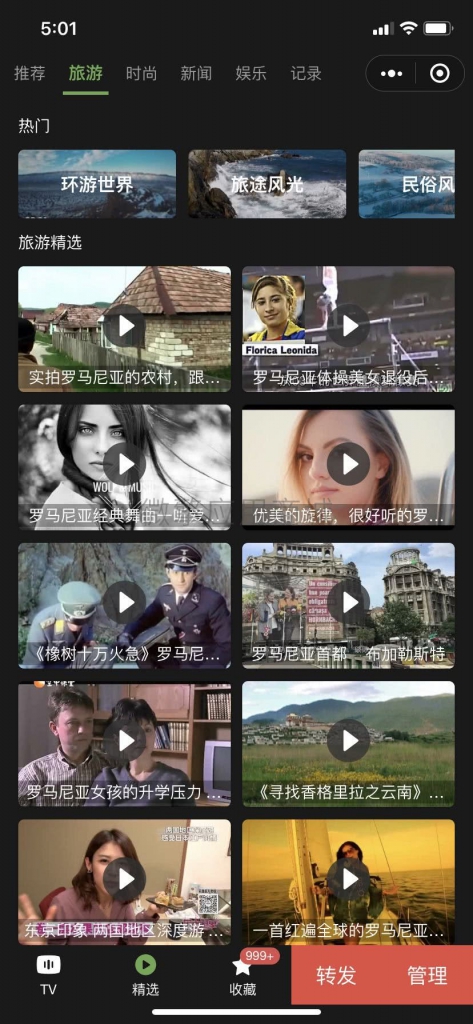 5:01
推荐
旅游
时尚
新闻
娱乐
记录
热门
环游世界
旅途风光
民俗风
旅游精选
实拍罗马尼亚的农村，跟...
Florica Leonida
罗马尼亚体操美女退役后...
WOLF & MUSIC
罗马尼亚经典舞曲--听爱...
优美的旋律，很好听的罗...
《橡树十万火急》罗马尼...
罗马尼亚首都——布加勒斯特
罗马尼亚女孩的升学压力...
《寻找香格里拉之云南》...
东京印象 两国地区深度游...
一首红遍全球的罗马尼亚...
TV
精选
收藏
999+
转发
管理